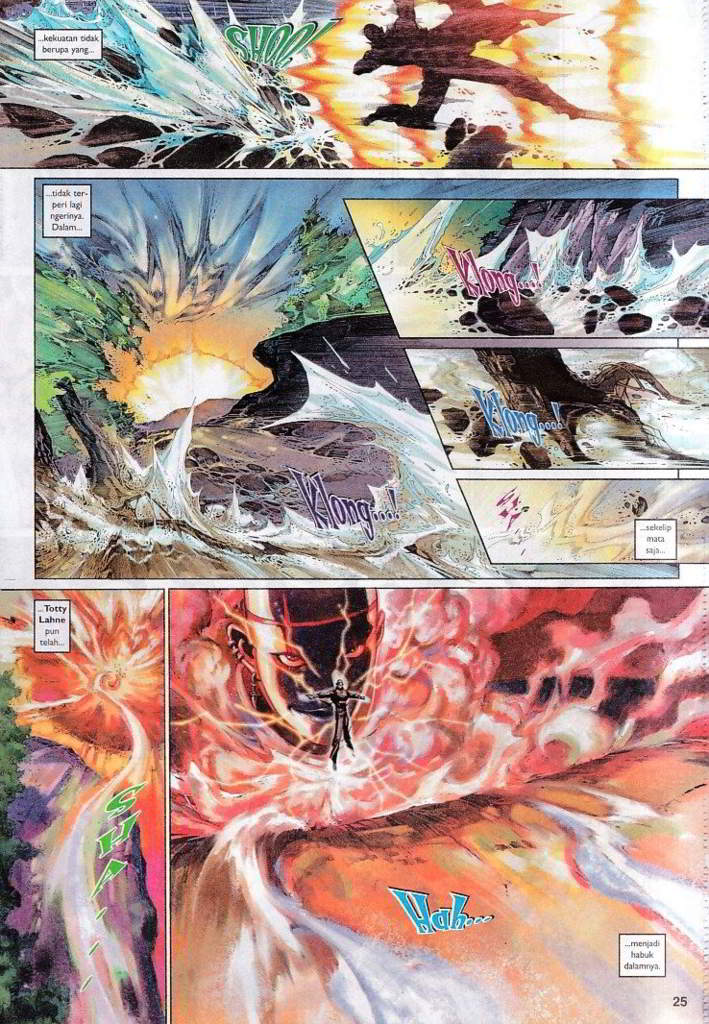 ...kekuatan tidak
berupa yang...
SHOO!
...tidak ter-
peri lagi
ngerinya.
Dalam...
Klong...!
Klong...!
Klong...!
...sekelip
mata
saja...
...Totty
Lahne
pun
telah...
SHA...
Hah...
...menjadi
habuk
dalamnya.
25